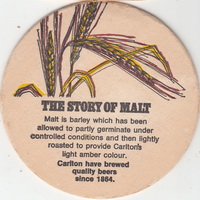 THE STORY OF MALT
Malt is barley which has been
allowed to partly germinate under
controlled conditions and then lightly
roasted to provide Carlton's
light amber colour.
Carlton have brewed
quality beers
since 1864.